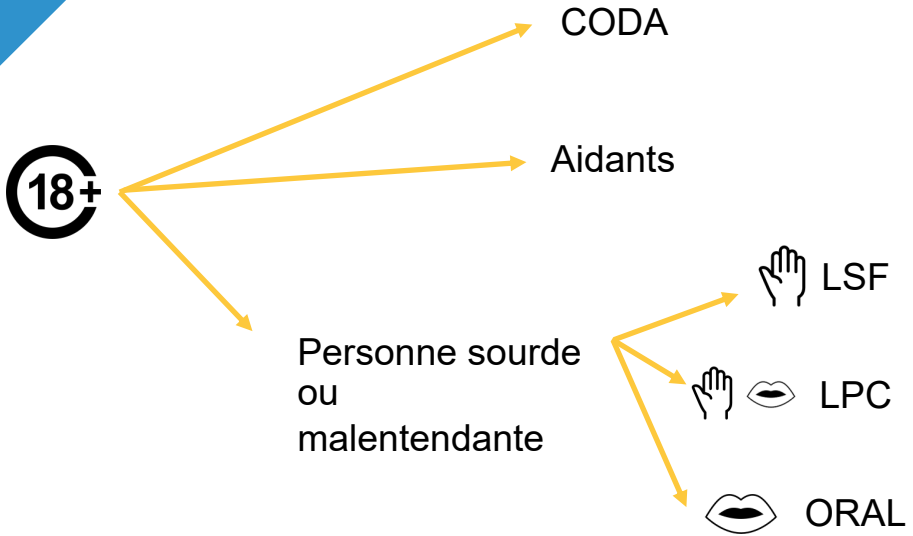 CODA
Aidants
18+
LSF
Personne sourde
ou
malentendante
LPC
ORAL